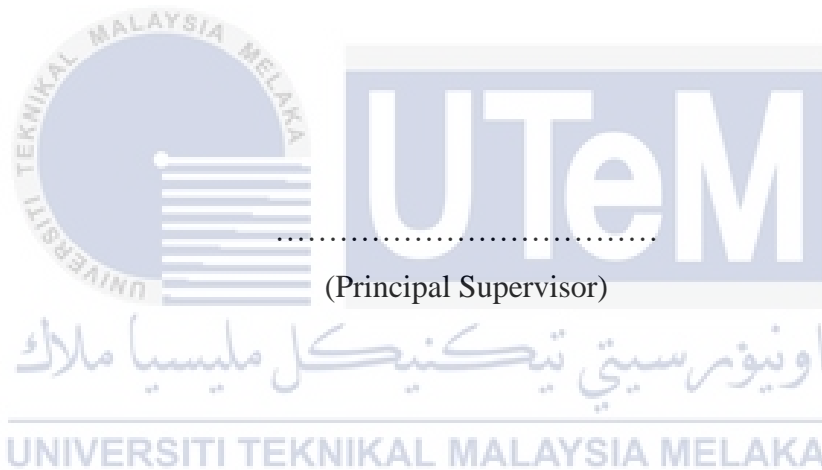 UNIVERSITI TEKNIKAL MALAYSIA MELAKA
UTeM
……………………………….
(Principal Supervisor)
اونيۏرسيتي تيكنيكل مليسيا ملاك
UNIVERSITI TEKNIKAL MALAYSIA MELAKA